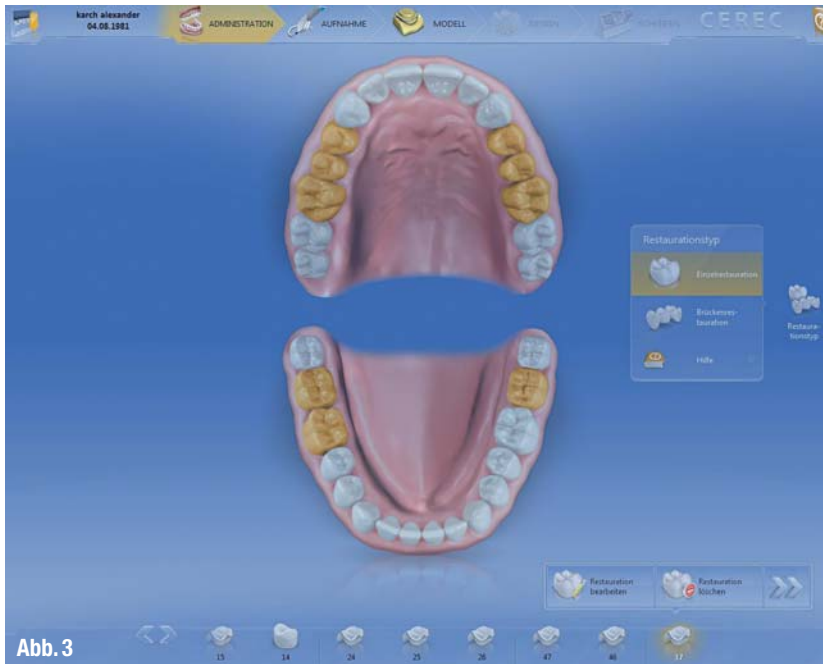 karch alexander
04.08.1981
ADMINISTRATION
AUFNAHME
MODELL
CEREC
Restaurationstyp
Einzelrestauration
Brückenres-
tauration
Hilfe
Restaura-
tionstyp
Restauration
bearbeiten
Restauration
löschen
15
14
24
25
26
47
46
37
Abb. 3